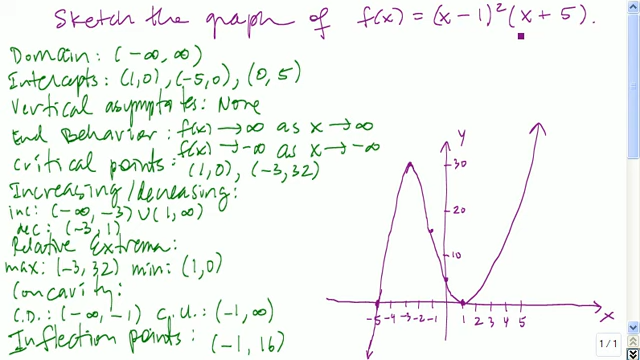 Sketch the graph of f(x) = (x - 1)² (x + 5).
Domain: (-∞, ∞)
Intercepts: (1,0), (-5,0), (0,5)
Vertical asymptotes: None
End Behavior: f(x) → ∞ as x → ∞
f(x) → -∞ as x → -∞
Critical points: (1,0), (-3,32)
Increasing/decreasing:
inc: (-∞, -3) ∪ (1, ∞)
dec: (-3, 1)
Relative Extrema:
max: (-3, 32) min: (1,0)
Concavity:
C.D.: (-∞, -1) C.U.: (-1, ∞)
Inflection points: (-1, 16)
y
30
20
10
-5 -4 -3 -2 -1 1 2 3 4 5
x
1/1